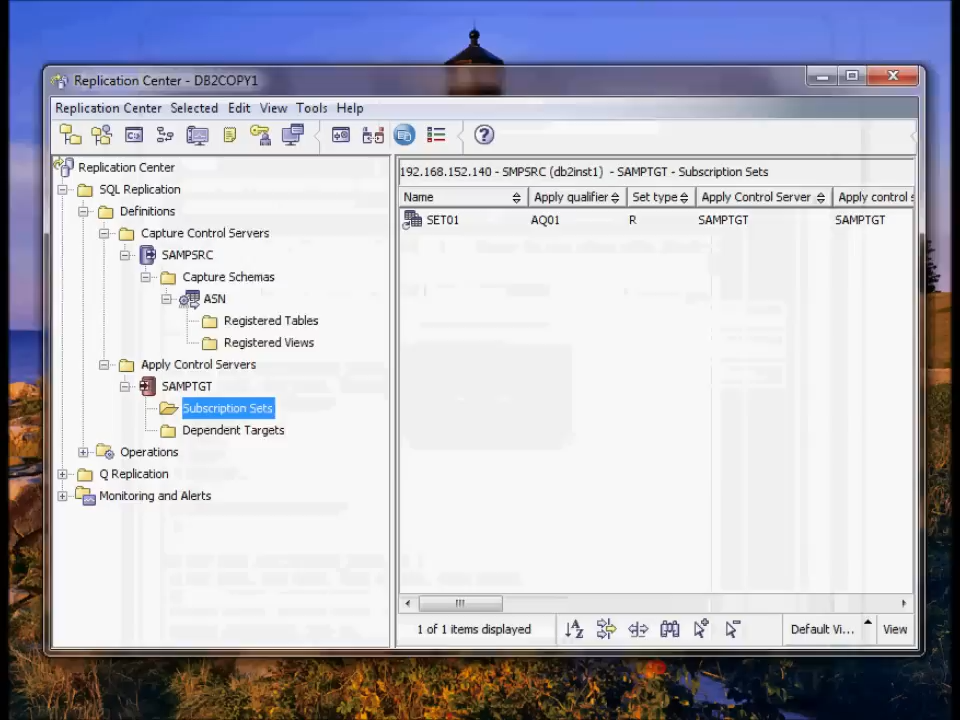 Replication Center - DB2COPY1
Replication Center Selected Edit View Tools Help
Replication Center
SQL Replication
Definitions
Capture Control Servers
SAMPSRC
Capture Schemas
ASN
Registered Tables
Registered Views
Apply Control Servers
SAMPTGT
Subscription Sets
Dependent Targets
Operations
Q Replication
Monitoring and Alerts
192.168.152.140 - SMPSRC (db2inst1) - SAMPTGT - Subscription Sets
Name Apply qualifier Set type Apply Control Server Apply control s
SET01 AQ01 R SAMPTGT SAMPTGT
1 of 1 items displayed Default Vi... View